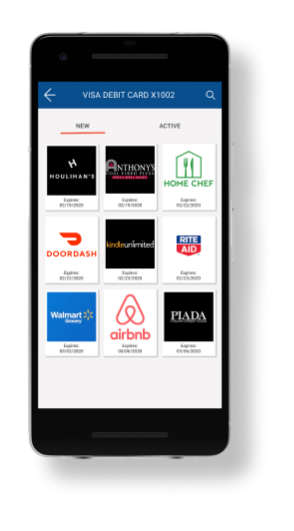 VISA DEBIT CARD X1002
NEW
ACTIVE
H
HOULIHAN'S
Expires:
02/19/2020
ANTHONY'S
COAL FIRED PIZZA
Expires:
02/19/2020
HOME CHEF
Expires:
02/22/2020
DOORDASH
Expires:
02/22/2020
kindleunlimited
Expires:
02/23/2020
RITE
AID
Expires:
02/23/2020
Walmart
Grocery
Expires:
03/02/2020
airbnb
Expires:
03/06/2020
PIADA
Expires:
03/06/2020